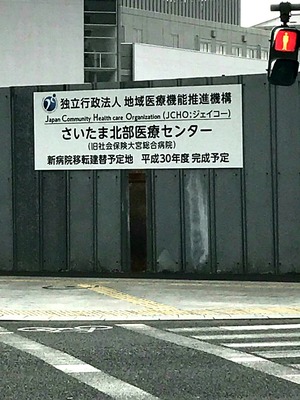 独立行政法人 地域医療機能推進機構
Japan Community Health care Organization (JCHO:ジェイコー)
さいたま北部医療センター
(旧社会保険大宮総合病院)
新病院移転建替予定地 平成30年度 完成予定